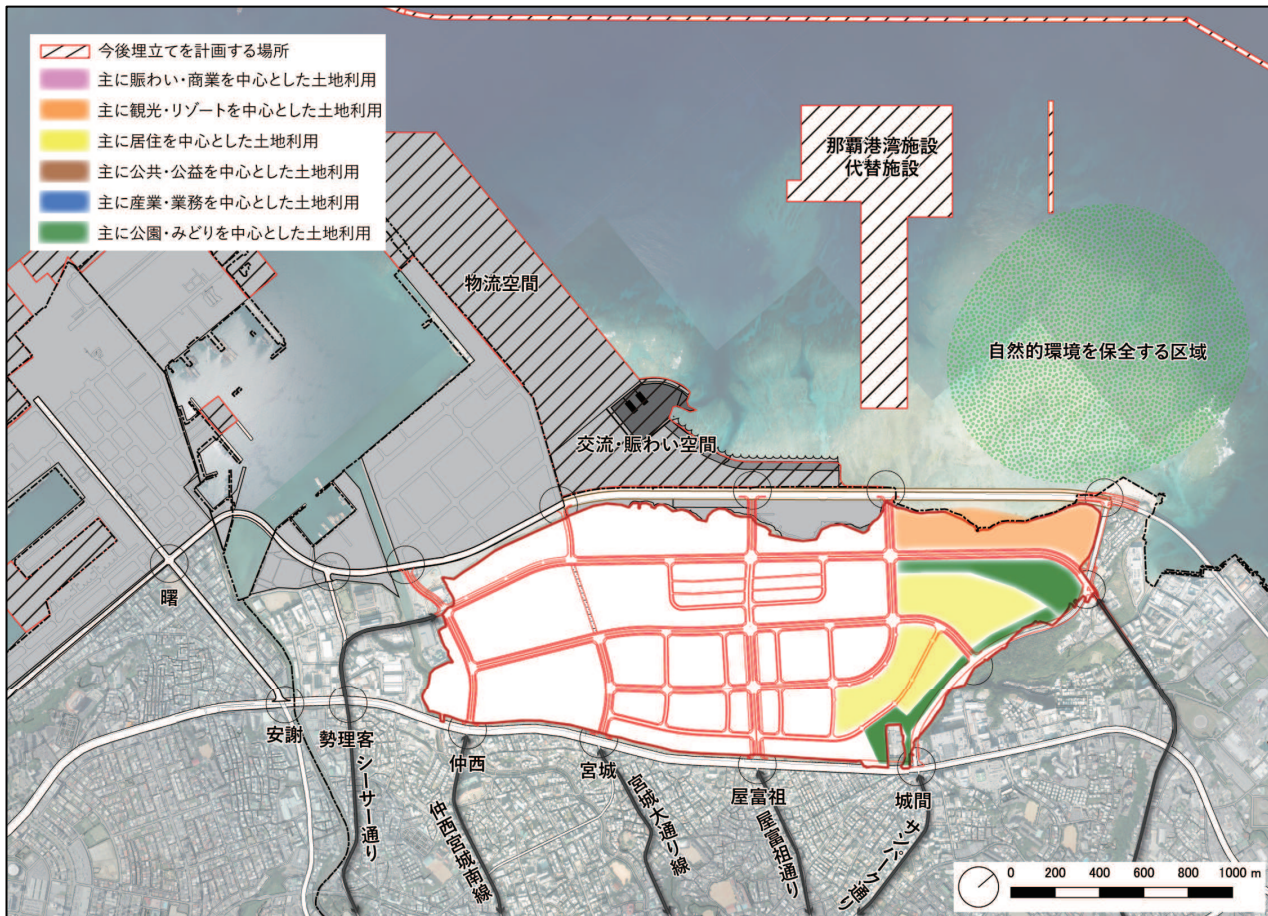 今後埋立てを計画する場所
主に賑わい・商業を中心とした土地利用
主に観光・リゾートを中心とした土地利用
主に居住を中心とした土地利用
主に公共・公益を中心とした土地利用
主に産業・業務を中心とした土地利用
主に公園・みどりを中心とした土地利用
那覇港湾施設
代替施設
物流空間
自然的環境を保全する区域
交流・賑わい空間
曙
安謝
勢理客
シーサー通り
仲西
仲西宮城南線
宮城
宮城大通り線
屋富祖
屋富祖通り
城間
サンパーク通り
0 200 400 600 800 1000 m